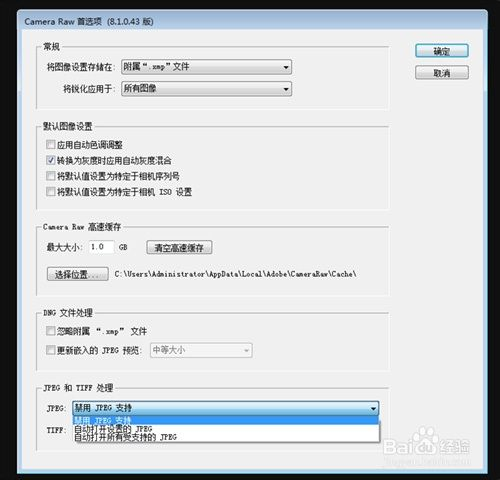 Camera Raw 首选项 (8.1.0.43 版)
常规
确定
将图像设置存储在: 附属“.xmp”文件
取消
将锐化应用于: 所有图像
默认图像设置
应用自动色调调整
转换为灰度时应用自动灰度混合
将默认值设为特定于相机序列号
将默认值设为特定于相机 ISO 设置
Camera Raw 高速缓存
最大大小: 1.0 GB 清空高速缓存
选择位置... C:\Users\Administrator\AppData\Local\Adobe\CameraRaw\Cache\
DNG 文件处理
忽略附属 “.xmp” 文件
更新嵌入的 JPEG 预览: 中等大小
JPEG 和 TIFF 处理
JPEG: 禁用 JPEG 支持
禁用 JPEG 支持
TIFF: 自动打开设置的 JPEG
自动打开所有受支持的 JPEG
Baidu 经验
jingyan.baidu.com